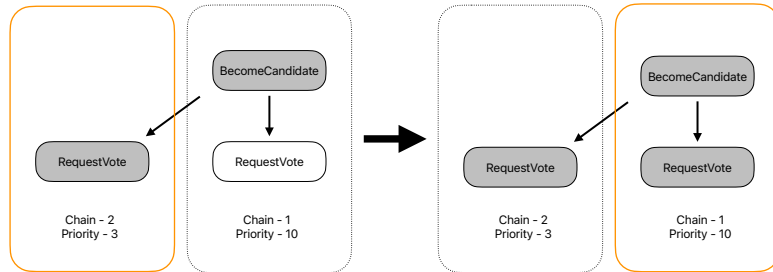 BecomeCandidate
RequestVote
RequestVote
Chain - 2
Priority - 3
Chain - 1
Priority - 10
BecomeCandidate
RequestVote
RequestVote
Chain - 2
Priority - 3
Chain - 1
Priority - 10